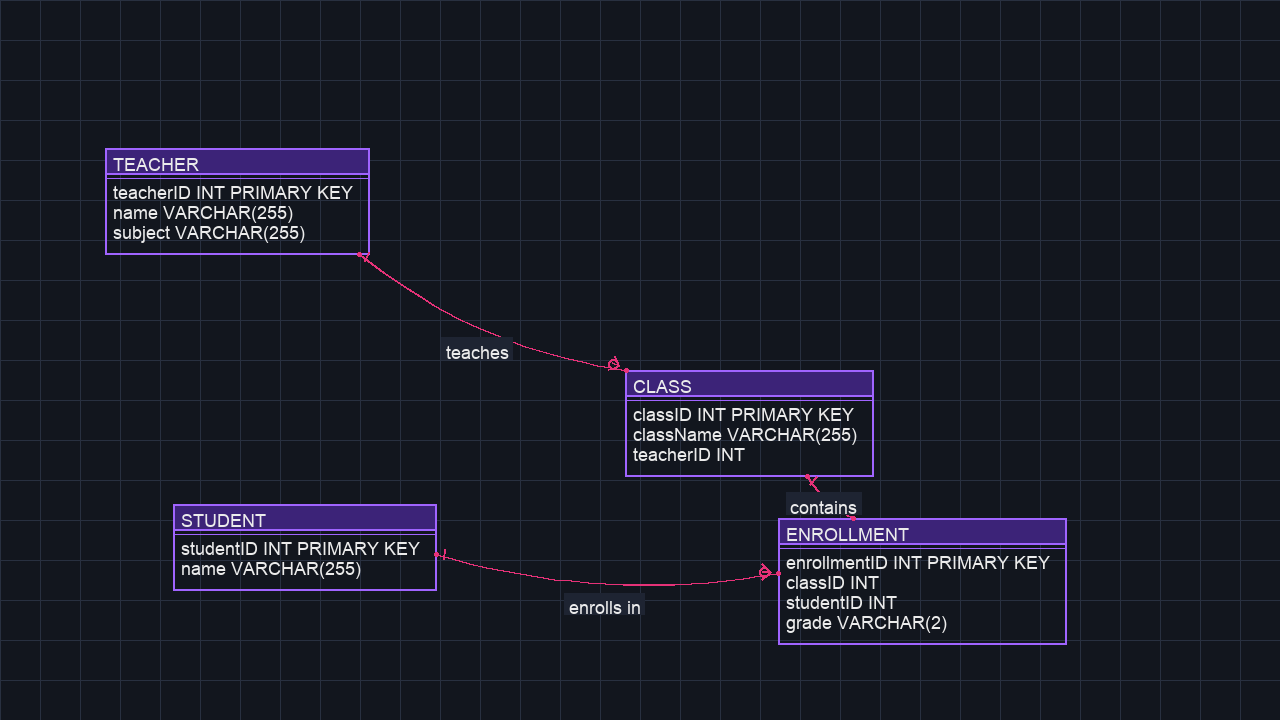 TEACHER
teacherID INT PRIMARY KEY
name VARCHAR(255)
subject VARCHAR(255)
teaches
CLASS
classID INT PRIMARY KEY
className VARCHAR(255)
teacherID INT
contains
STUDENT
studentID INT PRIMARY KEY
name VARCHAR(255)
enrolls in
ENROLLMENT
enrollmentID INT PRIMARY KEY
classID INT
studentID INT
grade VARCHAR(2)